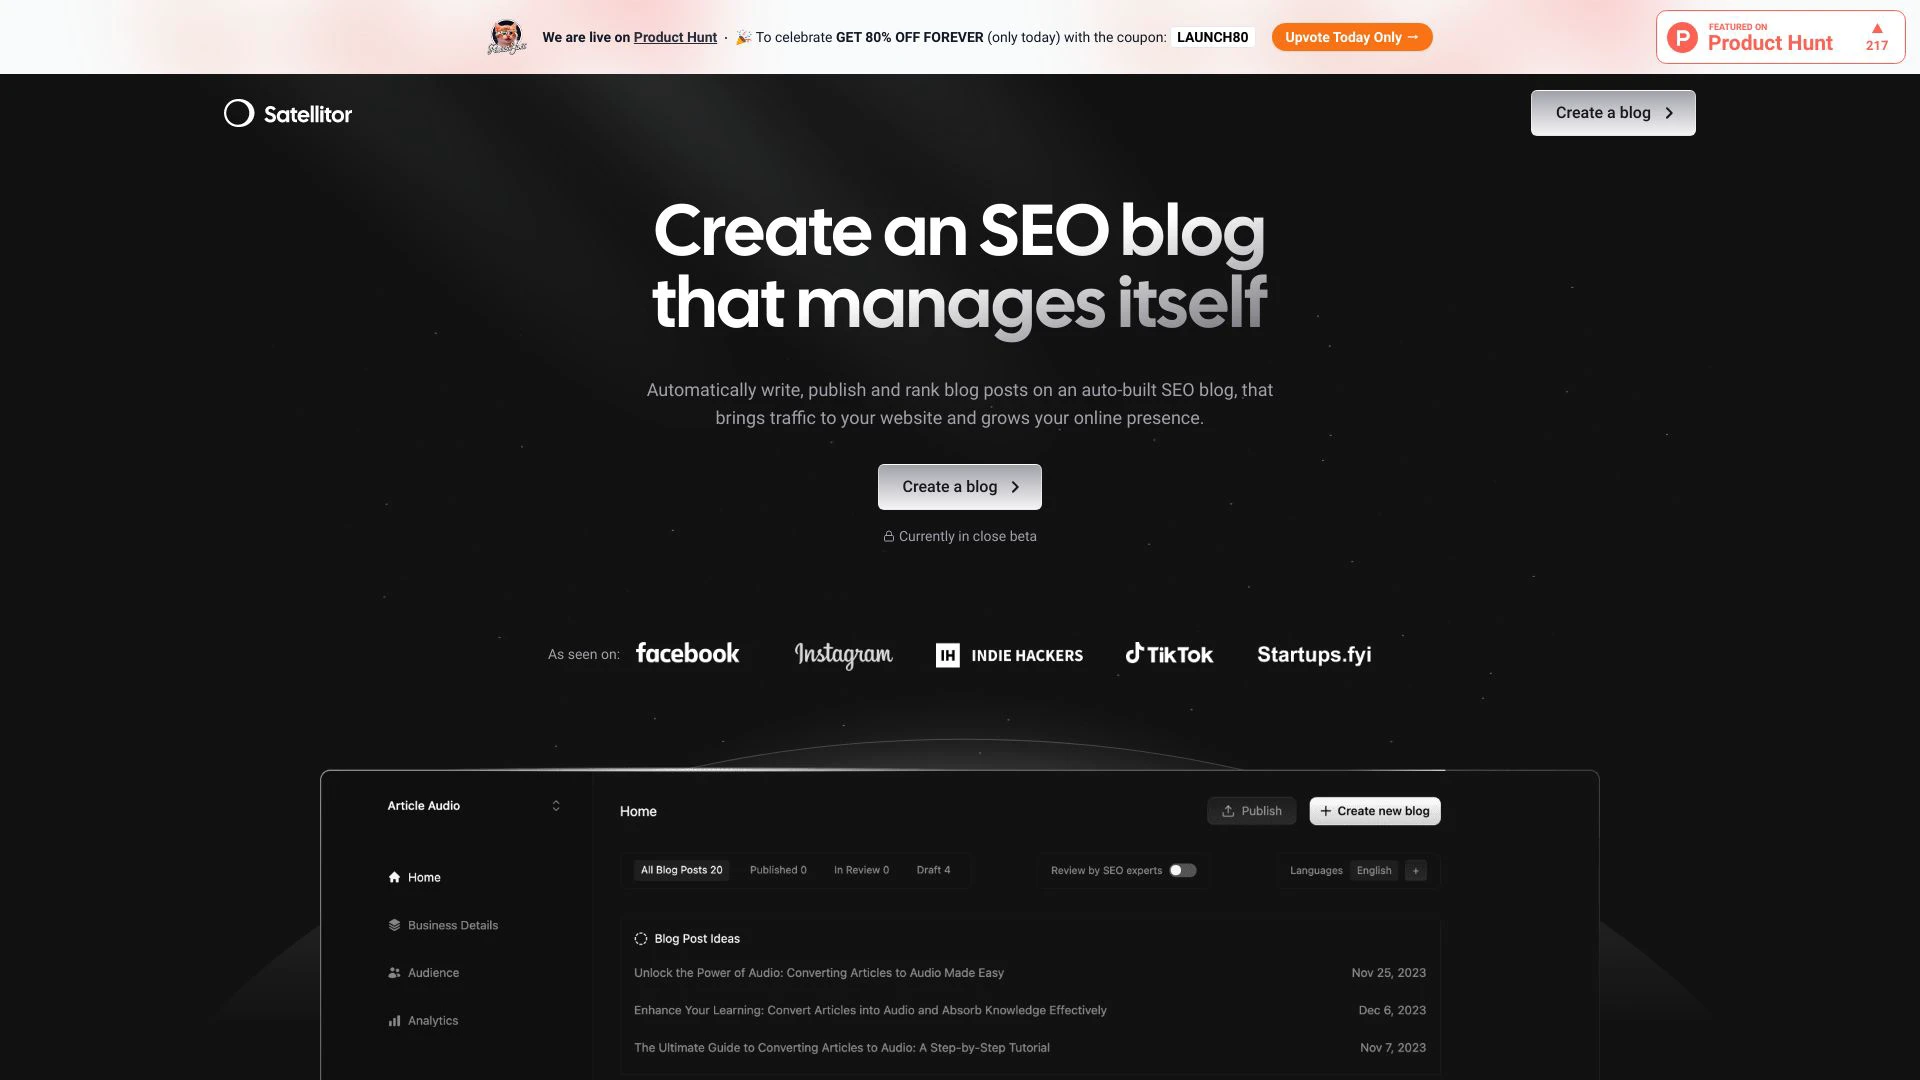 We are live on Product Hunt · 🎉 To celebrate GET 80% OFF FOREVER (only today) with the coupon: LAUNCH80
Upvote Today Only →
FEATURED ON
Product Hunt
217
Satellitor
Create a blog
Create an SEO blog
that manages itself
Automatically write, publish and rank blog posts on an auto-built SEO blog, that
brings traffic to your website and grows your online presence.
Create a blog
Currently in close beta
As seen on:
facebook
Instagram
IH INDIE HACKERS
TikTok
Startups.fyi
Article Audio
Home
Publish
+ Create new blog
All Blog Posts 20
Published 0
In Review 0
Draft 4
Review by SEO experts
Languages
English
+
Home
Business Details
Audience
Analytics
Blog Post Ideas
Unlock the Power of Audio: Converting Articles to Audio Made Easy
Nov 25, 2023
Enhance Your Learning: Convert Articles into Audio and Absorb Knowledge Effectively
Dec 6, 2023
The Ultimate Guide to Converting Articles to Audio: A Step-by-Step Tutorial
Nov 7, 2023